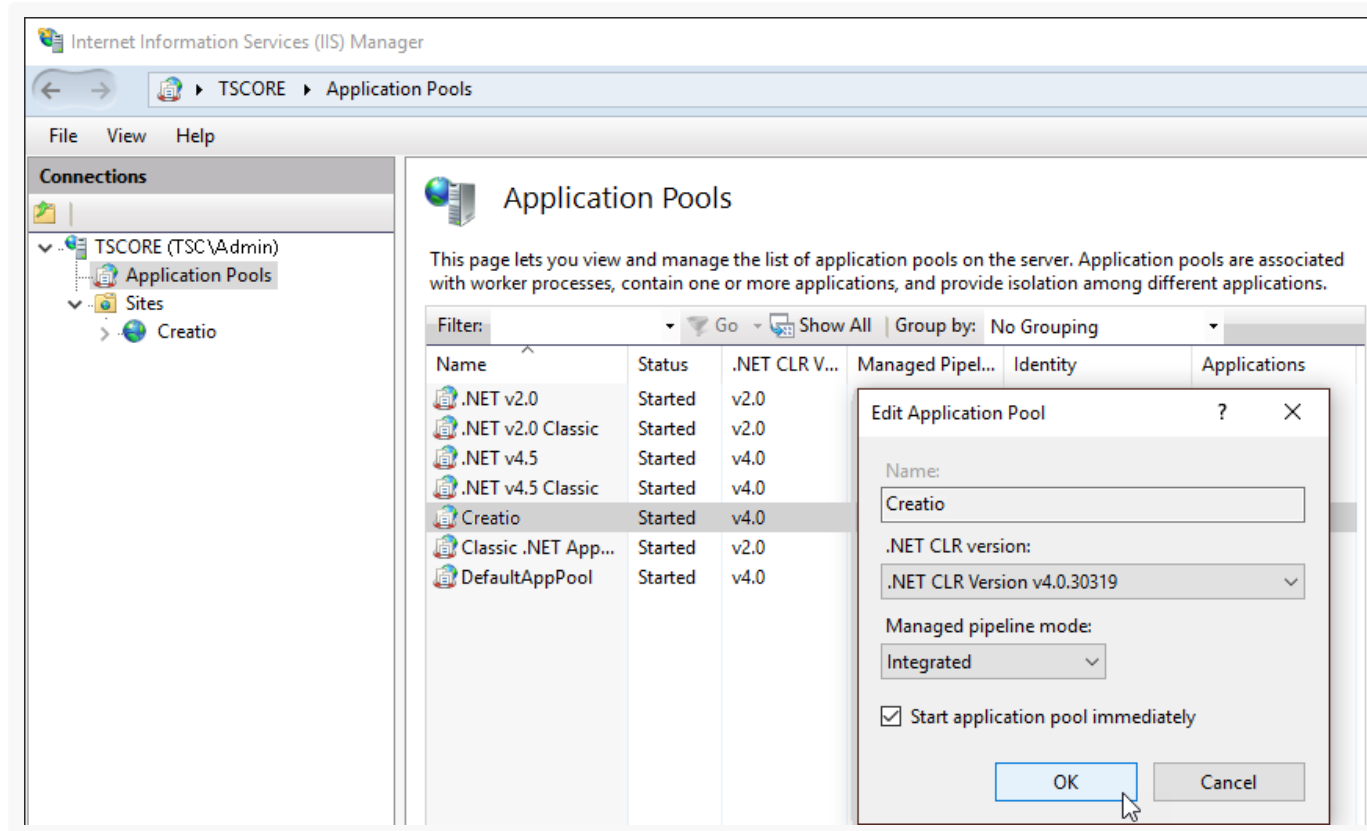 Internet Information Services (IIS) Manager
TSCORE Application Pools
File View Help
Connections
TSCORE (TSC\Admin)
Application Pools
Sites
Creatio
Application Pools
This page lets you view and manage the list of application pools on the server. Application pools are associated
with worker processes, contain one or more applications, and provide isolation among different applications.
Filter: Go Show All Group by: No Grouping
Name Status .NET CLR V... Managed Pipel... Identity Applications
.NET v2.0 Started v2.0
.NET v2.0 Classic Started v2.0
.NET v4.5 Started v4.0
.NET v4.5 Classic Started v4.0
Creatio Started v4.0
Classic .NET App... Started v2.0
DefaultAppPool Started v4.0
Edit Application Pool ?
Name:
Creatio
.NET CLR version:
.NET CLR Version v4.0.30319
Managed pipeline mode:
Integrated
Start application pool immediately
OK Cancel